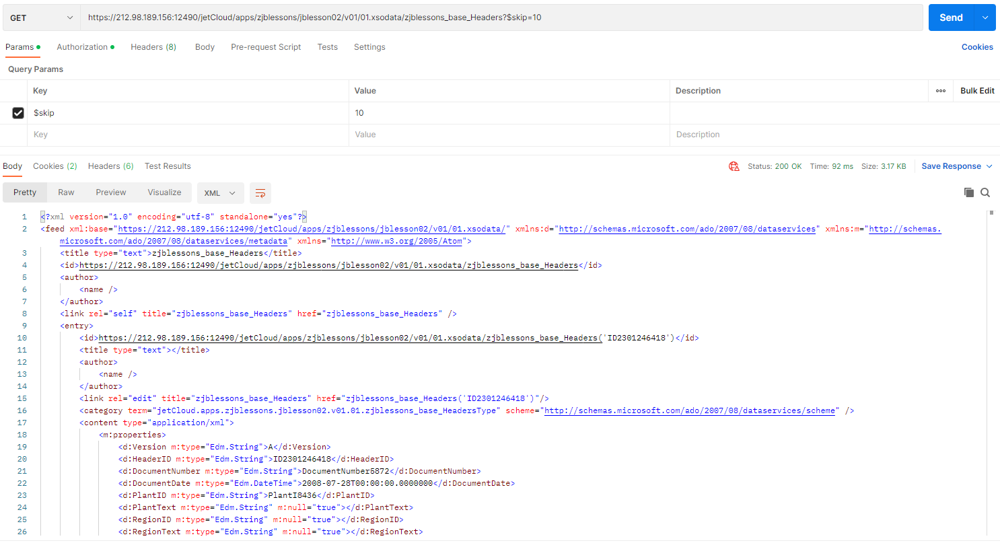 GET https://212.98.189.156:12490/jetCloud/apps/zjblessons/jblesson02/v01/01.xsodata/zjblessons_base_Headers?$skip=10 Send
Params Authorization Headers (8) Body Pre-request Script Tests Settings Cookies
Query Params
Key Value Description ooo Bulk Edit
$skip 10
Key Value Description
Body Cookies (2) Headers (6) Test Results Status: 200 OK Time: 92 ms Size: 3.17 KB Save Response
Pretty Raw Preview Visualize XML
1 <?xml version="1.0" encoding="utf-8" standalone="yes"?>
2 <feed xml:base="https://212.98.189.156:12490/jetCloud/apps/zjblessons/jblesson02/v01/01.xsodata/" xmlns:d="http://schemas.microsoft.com/ado/2007/08/dataservices" xmlns:m="http://schemas.
microsoft.com/ado/2007/08/dataservices/metadata" xmlns="http://www.w3.org/2005/Atom">
3 <title type="text">zjblessons_base_Headers</title>
4 <id>https://212.98.189.156:12490/jetCloud/apps/zjblessons/jblesson02/v01/01.xsodata/zjblessons_base_Headers</id>
5 <author>
6 <name />
7 </author>
8 <link rel="self" title="zjblessons_base_Headers" href="zjblessons_base_Headers" />
9 <entry>
10 <id>https://212.98.189.156:12490/jetCloud/apps/zjblessons/jblesson02/v01/01.xsodata/zjblessons_base_Headers('ID2301246418')</id>
11 <title type="text"></title>
12 <author>
13 <name />
14 </author>
15 <link rel="edit" title="zjblessons_base_Headers" href="zjblessons_base_Headers('ID2301246418')"/>
16 <category term="jetCloud.apps.zjblessons.jblesson02.v01.01.zjblessons_base_HeadersType" scheme="http://schemas.microsoft.com/ado/2007/08/dataservices/scheme" />
17 <content type="application/xml">
18 <m:properties>
19 <d:Version m:type="Edm.String">A</d:Version>
20 <d:HeaderID m:type="Edm.String">ID2301246418</d:HeaderID>
21 <d:DocumentNumber m:type="Edm.String">DocumentNumber5872</d:DocumentNumber>
22 <d:DocumentDate m:type="Edm.DateTime">2008-07-28T00:00:00.0000000</d:DocumentDate>
23 <d:PlantID m:type="Edm.String">PlantI8436</d:PlantID>
24 <d:PlantText m:type="Edm.String" m:null="true"></d:PlantText>
25 <d:RegionID m:type="Edm.String" m:null="true"></d:RegionID>
26 <d:RegionText m:type="Edm.String" m:null="true"></d:RegionText>